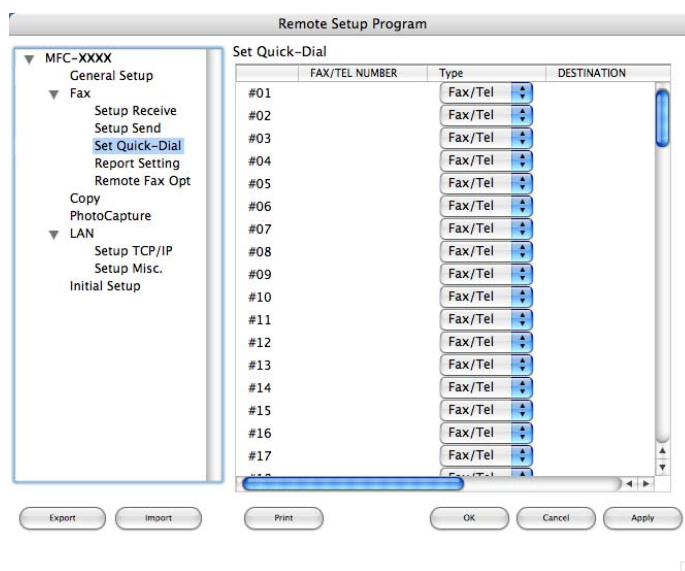 Remote Setup Program
MFC-XXXX
General Setup
Fax
Setup Receive
Setup Send
Set Quick-Dial
Report Setting
Remote Fax Opt
Copy
PhotoCapture
LAN
Setup TCP/IP
Setup Misc.
Initial Setup
Set Quick-Dial
FAX/TEL NUMBER Type DESTINATION
#01 Fax/Tel
#02 Fax/Tel
#03 Fax/Tel
#04 Fax/Tel
#05 Fax/Tel
#06 Fax/Tel
#07 Fax/Tel
#08 Fax/Tel
#09 Fax/Tel
#10 Fax/Tel
#11 Fax/Tel
#12 Fax/Tel
#13 Fax/Tel
#14 Fax/Tel
#15 Fax/Tel
#16 Fax/Tel
#17 Fax/Tel
Export Import Print OK Cancel Apply